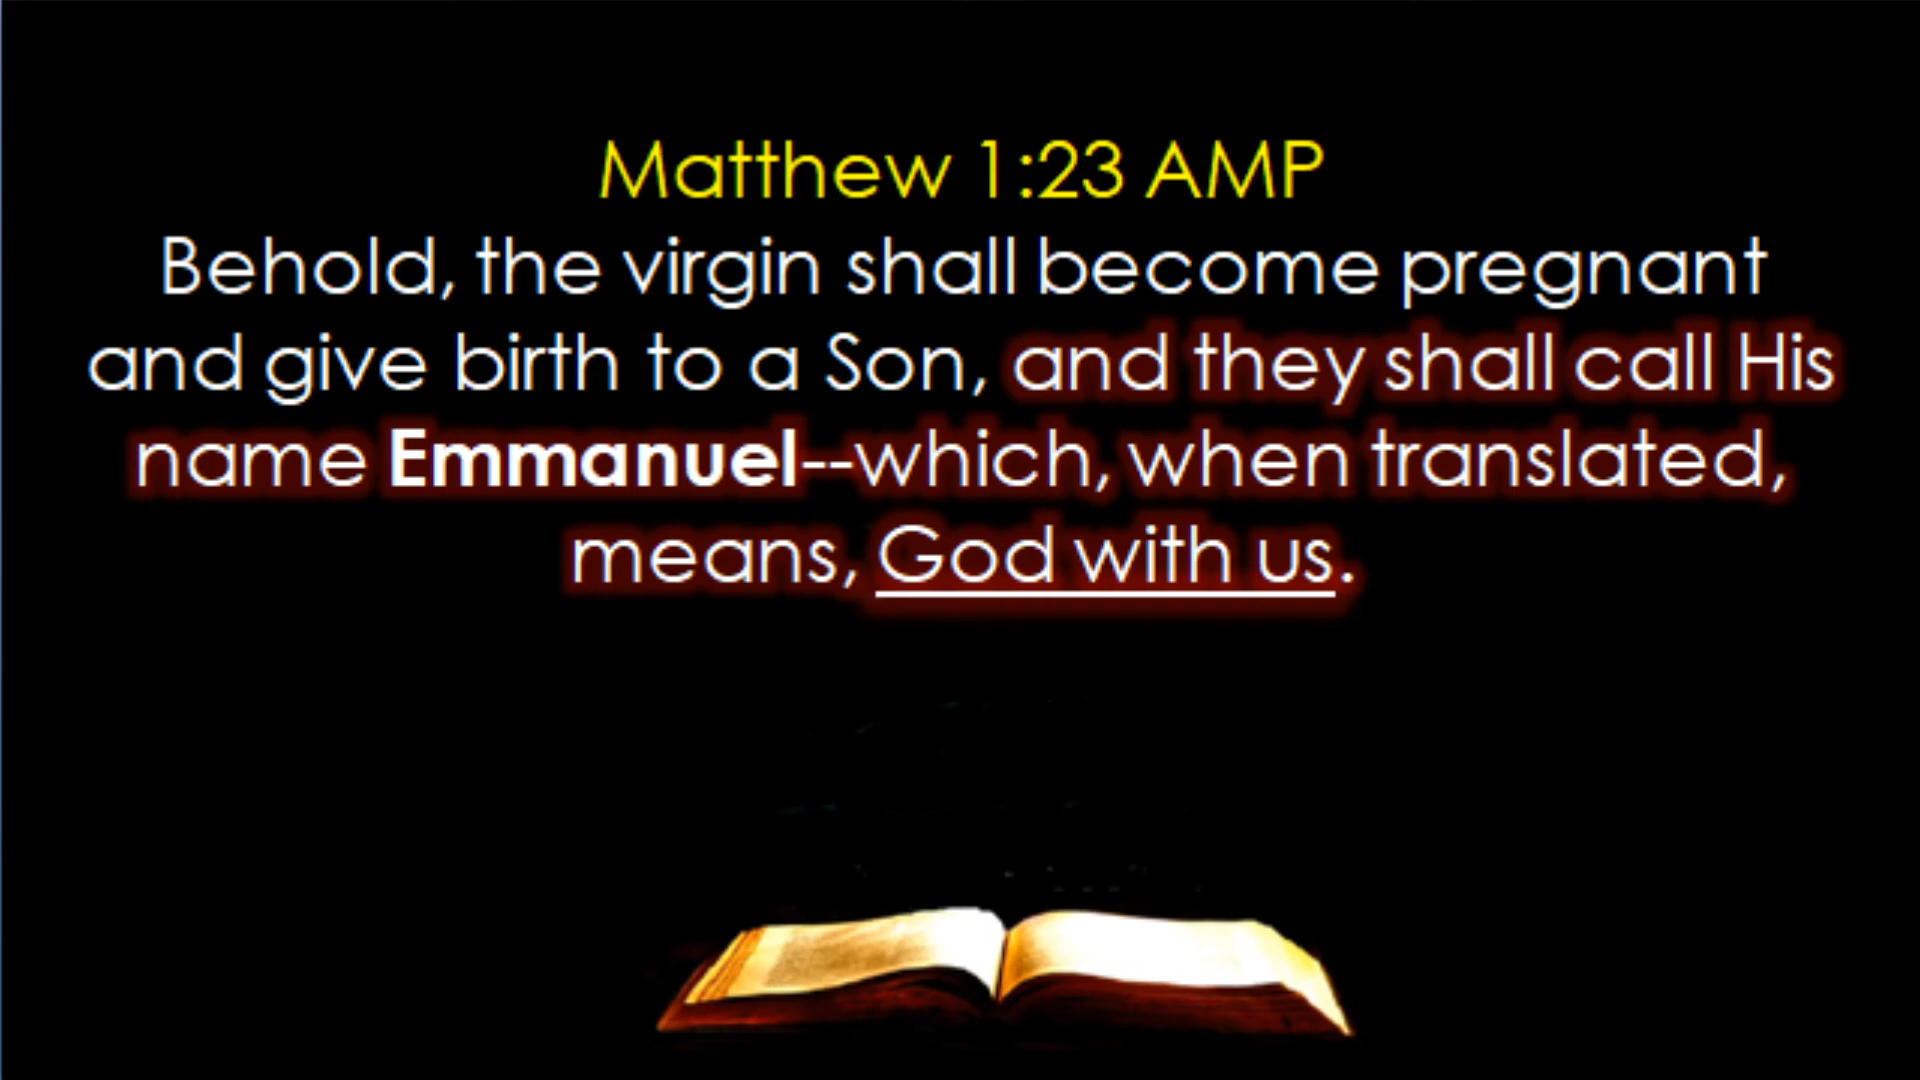 Matthew 1:23 AMP
Behold, the virgin shall become pregnant
and give birth to a Son, and they shall call His
name Emmanuel--which, when translated,
means, God with us.